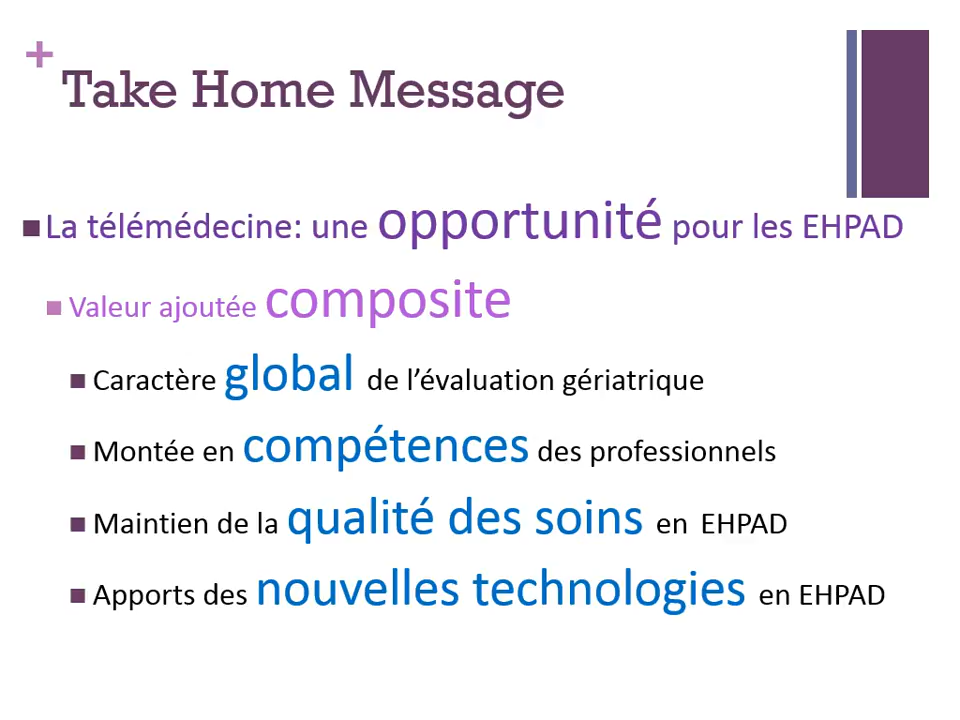 +
Take Home Message
La télémédecine: une opportunité pour les EHPAD
Valeur ajoutée composite
Caractère global de l’évaluation gériatrique
Montée en compétences des professionnels
Maintien de la qualité des soins en EHPAD
Apports des nouvelles technologies en EHPAD